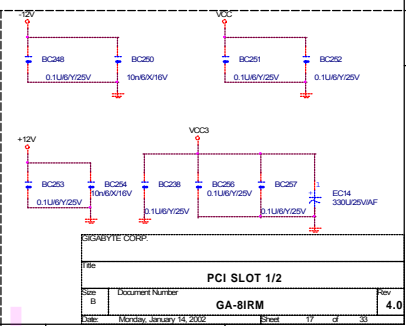 -12V
VCC
BC248
BC250
BC251
BC252
0.1U/6/Y/25V
10n/6/X/16V
0.1U/6/Y/25V
0.1U/6/Y/25V
+12V
VCC3
BC253
BC254
BC238
BC256
BC257
1
+
EC14
10n/6/X/16V
330U/25V/AF
0.1U/6/Y/25V
0.1U/6/Y/25V
0.1U/6/Y/25V
0.1U/6/Y/25V
GIGABYTE CORP.
Title
PCI SLOT 1/2
Size
B
Document Number
GA-8IRM
Rev
4.0
Date: Monday, January 14, 2002 Sheet 17 of 33